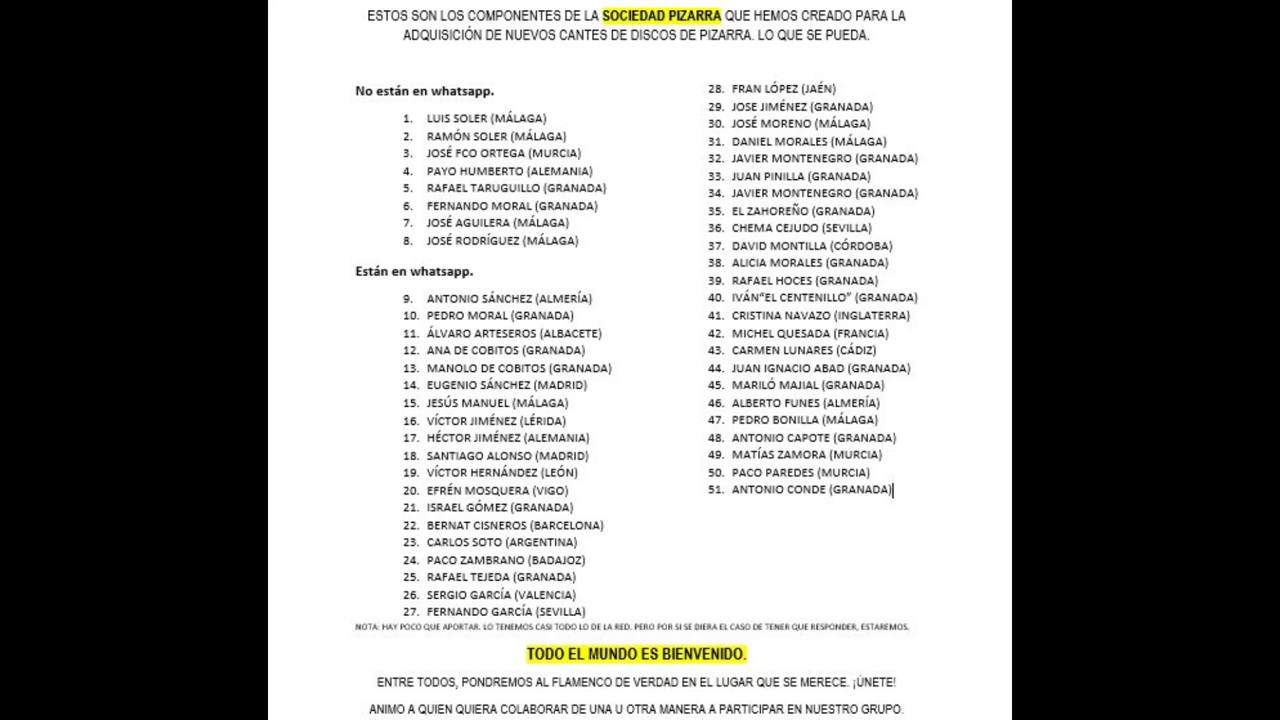 ESTOS SON LOS COMPONENTES DE LA SOCIEDAD PIZARRA QUE HEMOS CREADO PARA LA
ADQUISICIÓN DE NUEVOS CANTES DE DISCOS DE PIZARRA. LO QUE SE PUEDA.
No están en whatsapp.
1. LUIS SOLER (MÁLAGA)
2. RAMÓN SOLER (MÁLAGA)
3. JOSÉ FCO ORTEGA (MURCIA)
4. PAYO HUMBERTO (ALEMANIA)
5. RAFAEL TARUGUILLO (GRANADA)
6. FERNANDO MORAL (GRANADA)
7. JOSÉ AGUILERA (MÁLAGA)
8. JOSÉ RODRÍGUEZ (MÁLAGA)
Están en whatsapp.
9. ANTONIO SÁNCHEZ (ALMERÍA)
10. PEDRO MORAL (GRANADA)
11. ÁLVARO ARTESEROS (ALBACETE)
12. ANA DE COBITOS (GRANADA)
13. MANOLO DE COBITOS (GRANADA)
14. EUGENIO SÁNCHEZ (MADRID)
15. JESÚS MANUEL (MÁLAGA)
16. VÍCTOR JIMÉNEZ (LÉRIDA)
17. HÉCTOR JIMÉNEZ (ALEMANIA)
18. SANTIAGO ALONSO (MADRID)
19. VÍCTOR HERNÁNDEZ (LEÓN)
20. EFRÉN MOSQUERA (VIGO)
21. ISRAEL GÓMEZ (GRANADA)
22. BERNAT CISNEROS (BARCELONA)
23. CARLOS SOTO (ARGENTINA)
24. PACO ZAMBRANO (BADAJOZ)
25. RAFAEL TEJEDA (GRANADA)
26. SERGIO GARCÍA (VALENCIA)
27. FERNANDO GARCÍA (SEVILLA)
28. FRAN LÓPEZ (JAÉN)
29. JOSE JIMÉNEZ (GRANADA)
30. JOSÉ MORENO (MÁLAGA)
31. DANIEL MORALES (MÁLAGA)
32. JAVIER MONTENEGRO (GRANADA)
33. JUAN PINILLA (GRANADA)
34. JAVIER MONTENEGRO (GRANADA)
35. EL ZAHOREÑO (GRANADA)
36. CHEMA CEJUDO (SEVILLA)
37. DAVID MONTILLA (CÓRDOBA)
38. ALICIA MORALES (GRANADA)
39. RAFAEL HOCES (GRANADA)
40. IVÁN“EL CENTENILLO” (GRANADA)
41. CRISTINA NAVAZO (INGLATERRA)
42. MICHEL QUESADA (FRANCIA)
43. CARMEN LUNARES (CÁDIZ)
44. JUAN IGNACIO ABAD (GRANADA)
45. MARILÓ MAJIAL (GRANADA)
46. ALBERTO FUNES (ALMERÍA)
47. PEDRO BONILLA (MÁLAGA)
48. ANTONIO CAPOTE (GRANADA)
49. MATÍAS ZAMORA (MURCIA)
50. PACO PAREDES (MURCIA)
51. ANTONIO CONDE (GRANADA)
NOTA: HAY POCO QUE APORTAR. LO TENEMOS CASI TODO LO DE LA RED. PERO POR SI SE DIERA EL CASO DE TENER QUE RESPONDER, ESTAREMOS.
TODO EL MUNDO ES BIENVENIDO.
ENTRE TODOS, PONDREMOS AL FLAMENCO DE VERDAD EN EL LUGAR QUE SE MERECE. ¡ÚNETE!
ANIMO A QUIEN QUIERA COLABORAR DE UNA U OTRA MANERA A PARTICIPAR EN NUESTRO GRUPO.